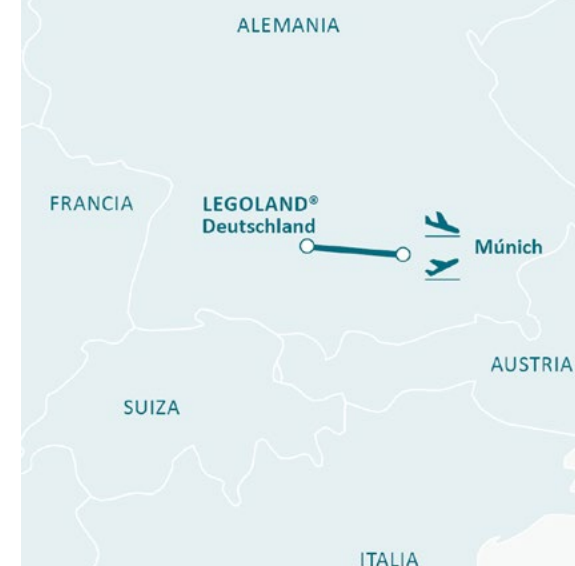 ALEMANIA
FRANCIA
LEGOLAND®
Deutschland
Múnich
AUSTRIA
SUIZA
ITALIA